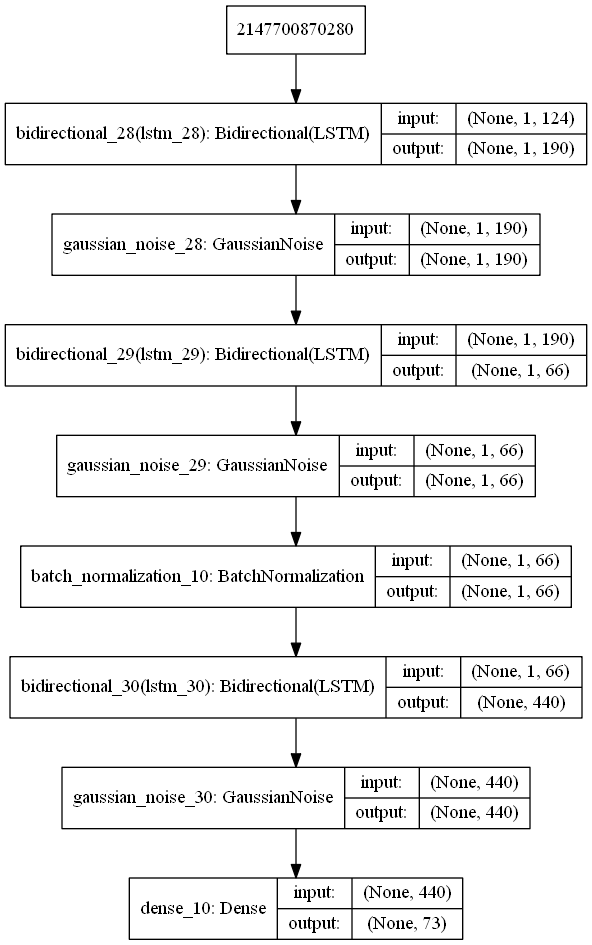 2147700870280
bidirectional_28(lstm_28): Bidirectional(LSTM)
input: (None, 1, 124)
output: (None, 1, 190)
gaussian_noise_28: GaussianNoise
input: (None, 1, 190)
output: (None, 1, 190)
bidirectional_29(lstm_29): Bidirectional(LSTM)
input: (None, 1, 190)
output: (None, 1, 66)
gaussian_noise_29: GaussianNoise
input: (None, 1, 66)
output: (None, 1, 66)
batch_normalization_10: BatchNormalization
input: (None, 1, 66)
output: (None, 1, 66)
bidirectional_30(lstm_30): Bidirectional(LSTM)
input: (None, 1, 66)
output: (None, 440)
gaussian_noise_30: GaussianNoise
input: (None, 440)
output: (None, 440)
dense_10: Dense
input: (None, 440)
output: (None, 73)